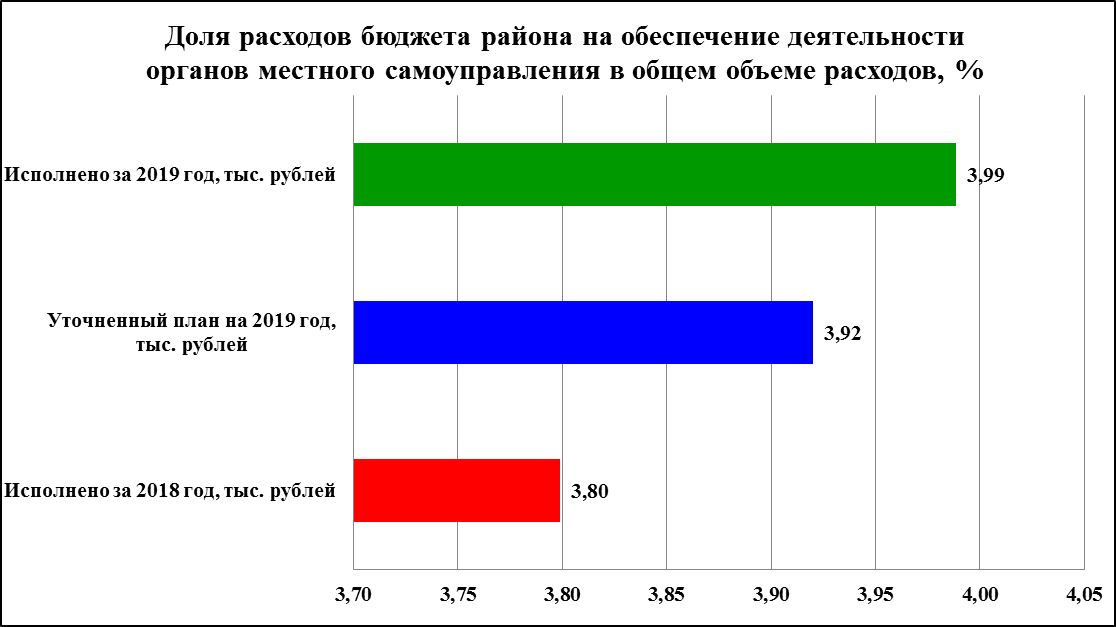 Доля расходов бюджета района на обеспечение деятельности
органов местного самоуправления в общем объеме расходов, %
Исполнено за 2019 год, тыс. рублей
3,99
Уточненный план на 2019 год,
тыс. рублей
3,92
Исполнено за 2018 год, тыс. рублей
3,80
3,70 3,75 3,80 3,85 3,90 3,95 4,00 4,05